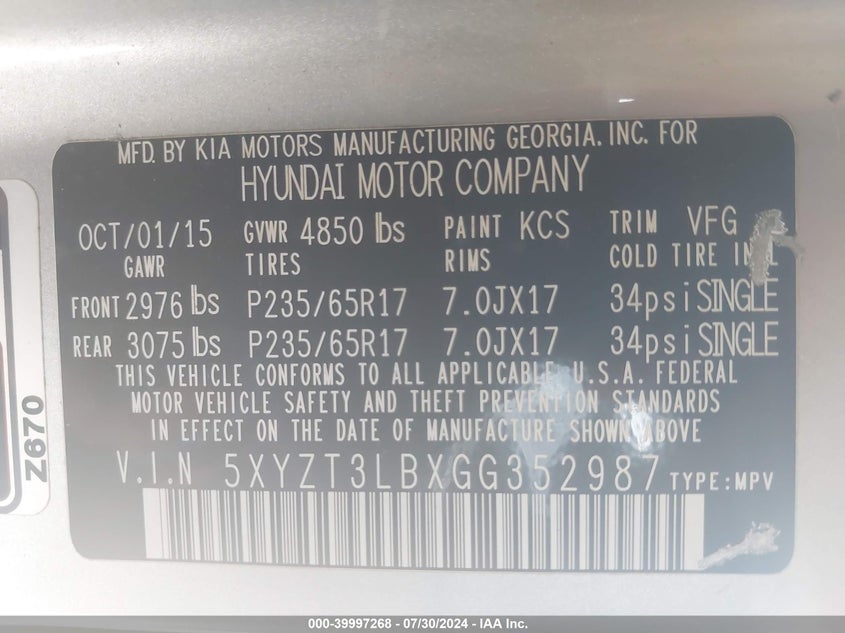 MFD. BY KIA MOTORS MANUFACTURING GEORGIA. INC. FOR
HYUNDAI MOTOR COMPANY
OCT/01/15 GVWR 4850 lbs PAINT KCS TRIM VFG
GAWR TIRES RIMS COLD TIRE
FRONT 2976 lbs P235/65R17 7.0JX17 34psi SINGLE
REAR 3075 lbs P235/65R17 7.0JX17 34psi SINGLE
THIS VEHICLE CONFORMS TO ALL APPLICABLE U.S.A. FEDERAL
MOTOR VEHICLE SAFETY AND THEFT PREVENTION STANDARDS
IN EFFECT ON THE DATE OF MANUFACTURE SHOWN ABOVE
V.I.N 5XYZT3LBXGG352987 TYPE:MPV
Z670
000-39997268 - 07/30/2024 - IAA Inc.